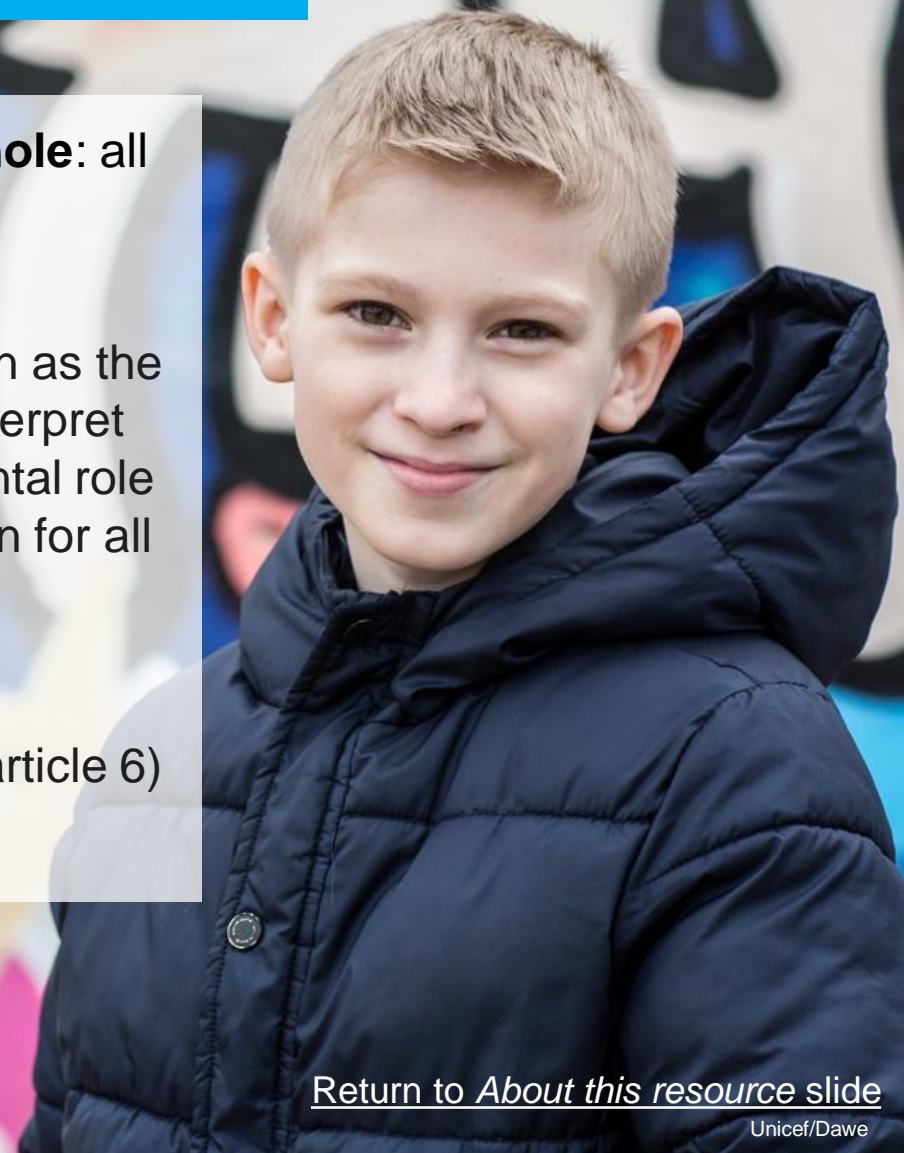 ole: all
n as the
erpret
ntal role
n for all
article 6)
Return to About this resource slide
Unicef/Dawe